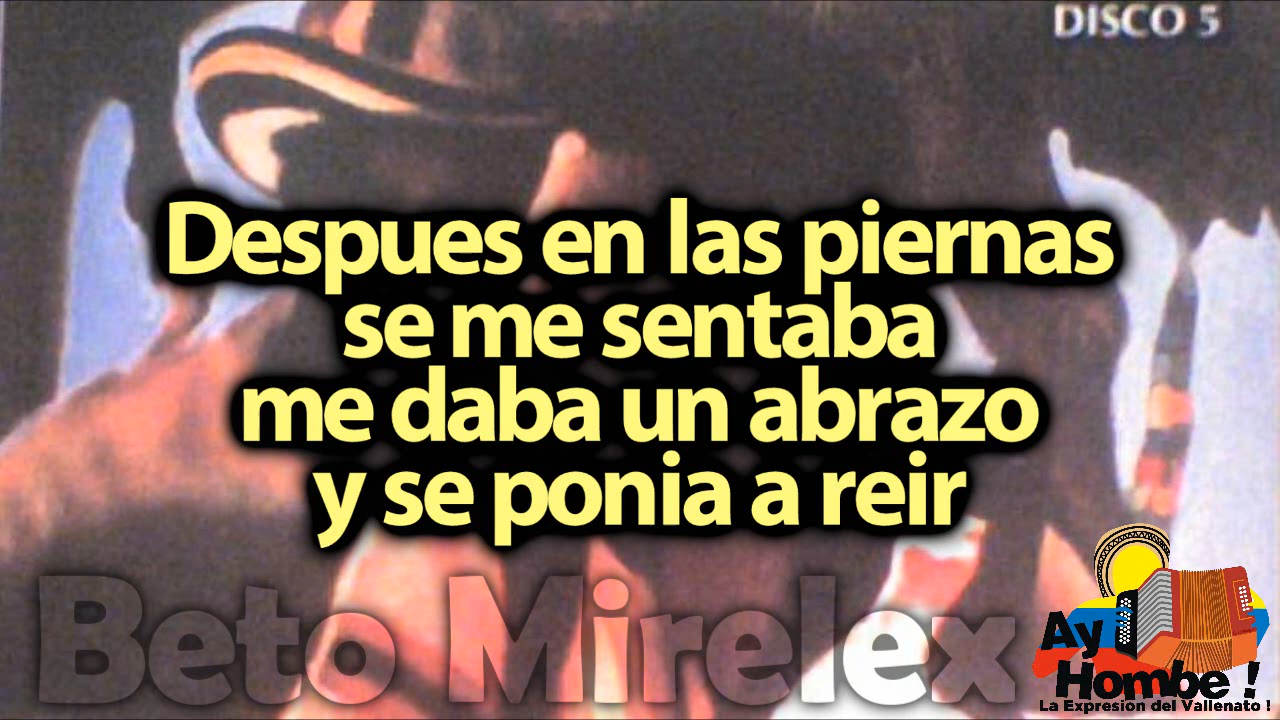 DISCO 5
Despues en las piernas
se me sentaba
me daba un abrazo
y se ponia a reir
Beto Mirelex
Ay
Hombe !
La Expresion del Vallenato !